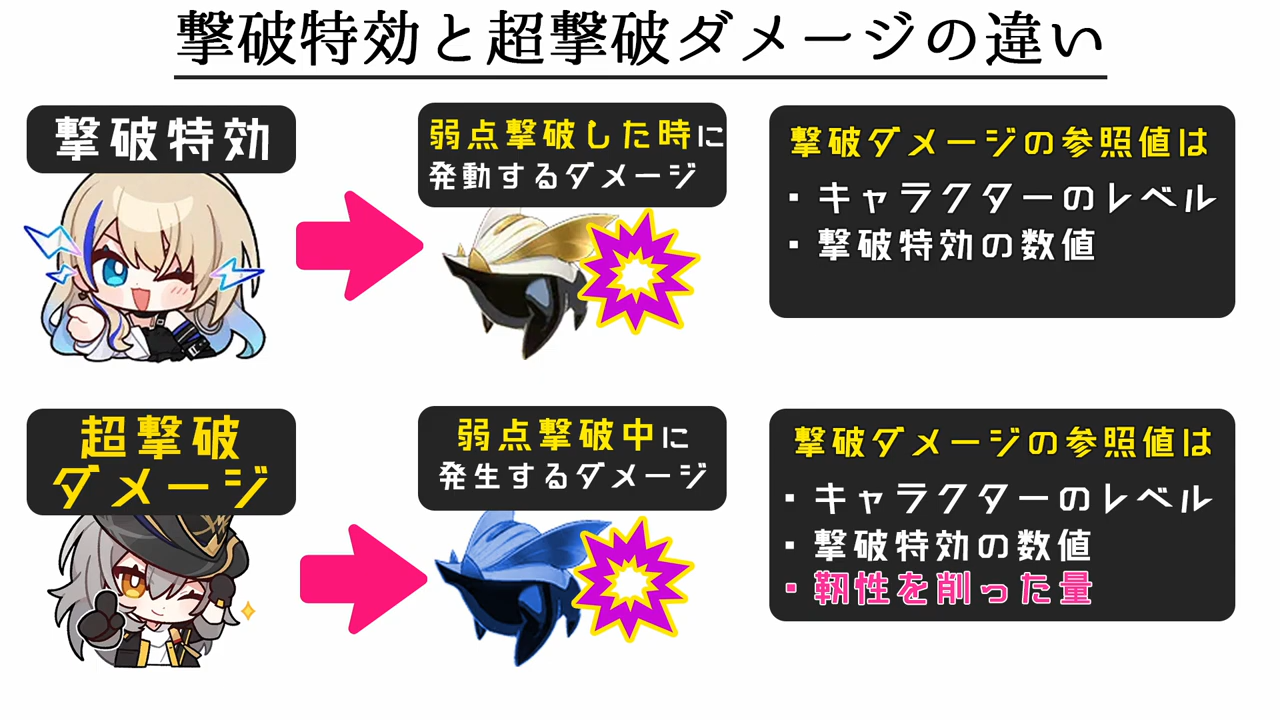 撃破特効と超撃破ダメージの違い
撃破特効
弱点撃破した時に
発動するダメージ
撃破ダメージの参照値は
・キャラクターのレベル
・撃破特効の数値
超撃破
ダメージ
弱点撃破中に
発生するダメージ
撃破ダメージの参照値は
・キャラクターのレベル
・撃破特効の数値
・靭性を削った量